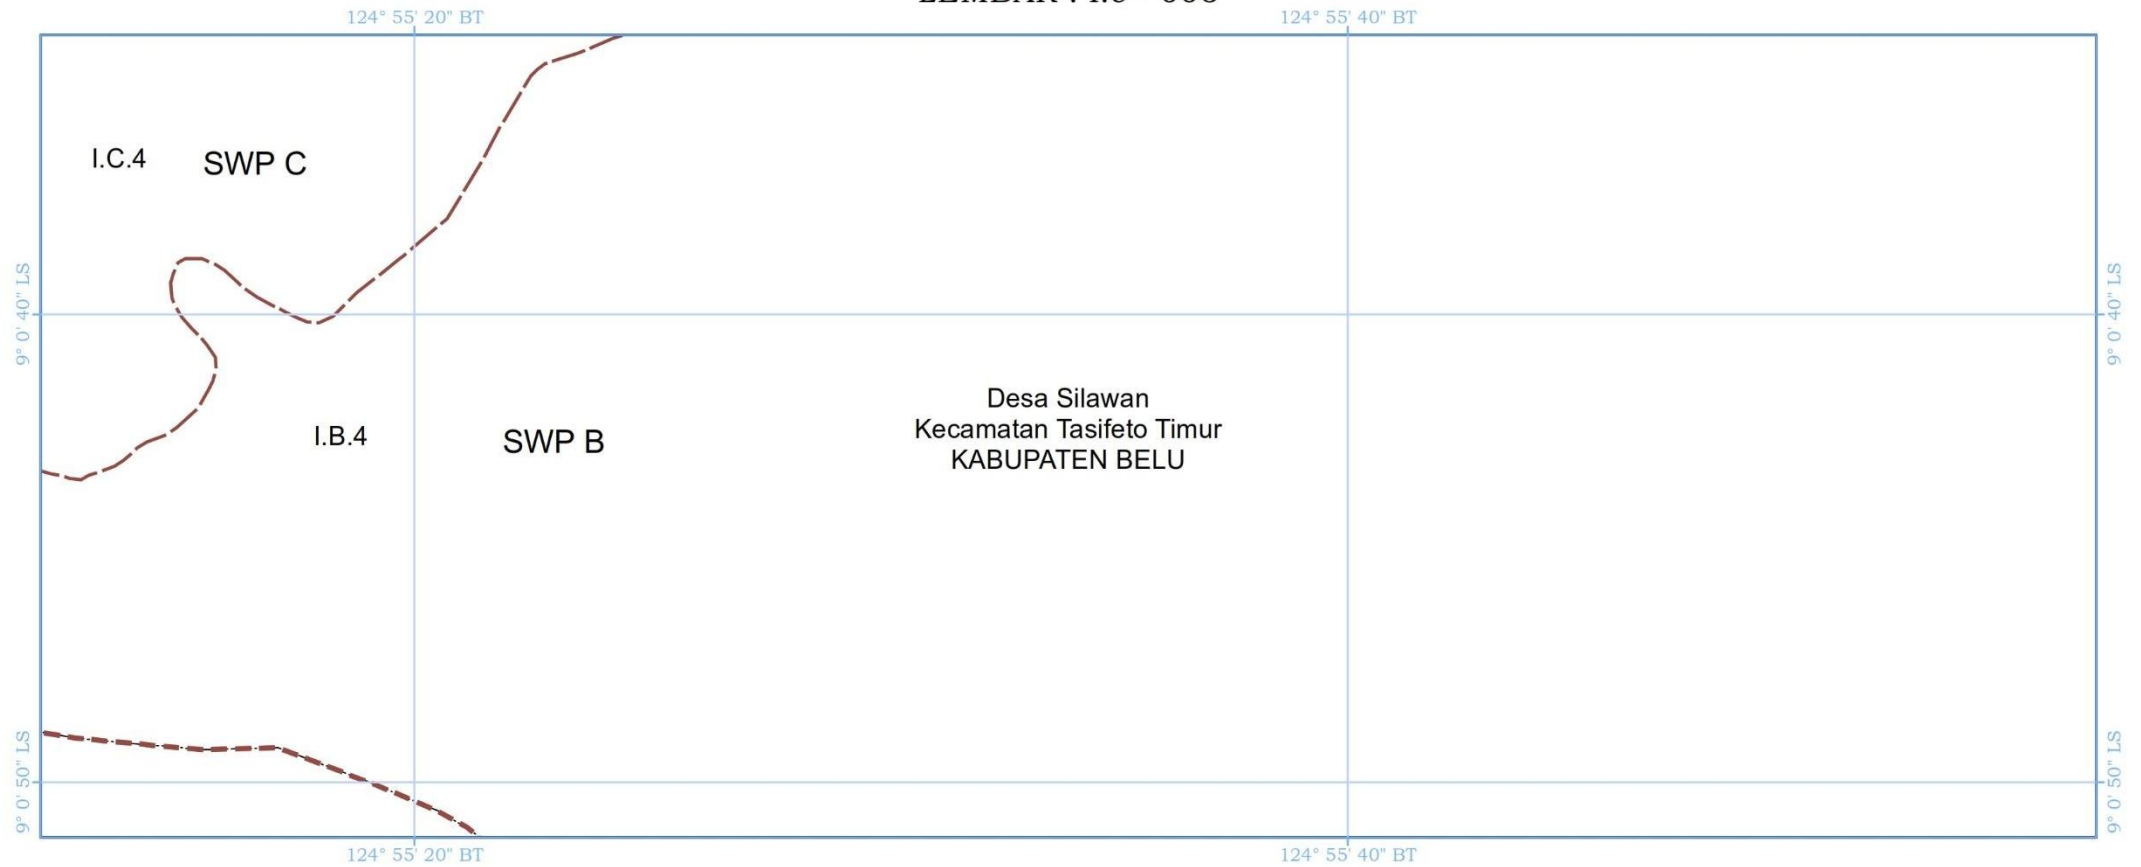 124° 55' 20" BT
124° 55' 40" BT
I.C.4
SWP C
9° 0' 40" LS
9° 0' 40" LS
Desa Silawan
Kecamatan Tasifeto Timur
KABUPATEN BELU
I.B.4
SWP B
9° 0' 50" LS
9° 0' 50" LS
124° 55' 20" BT
124° 55' 40" BT